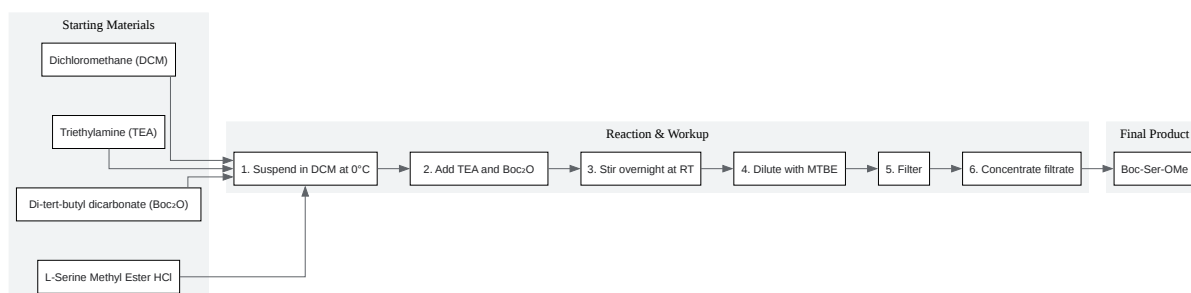 Starting Materials
Dichloromethane (DCM)
Triethylamine (TEA)
Di-tert-butyl dicarbonate (Boc₂O)
L-Serine Methyl Ester HCl
Reaction & Workup
1. Suspend in DCM at 0°C
2. Add TEA and Boc₂O
3. Stir overnight at RT
4. Dilute with MTBE
5. Filter
6. Concentrate filtrate
Final Product
Boc-Ser-OMe